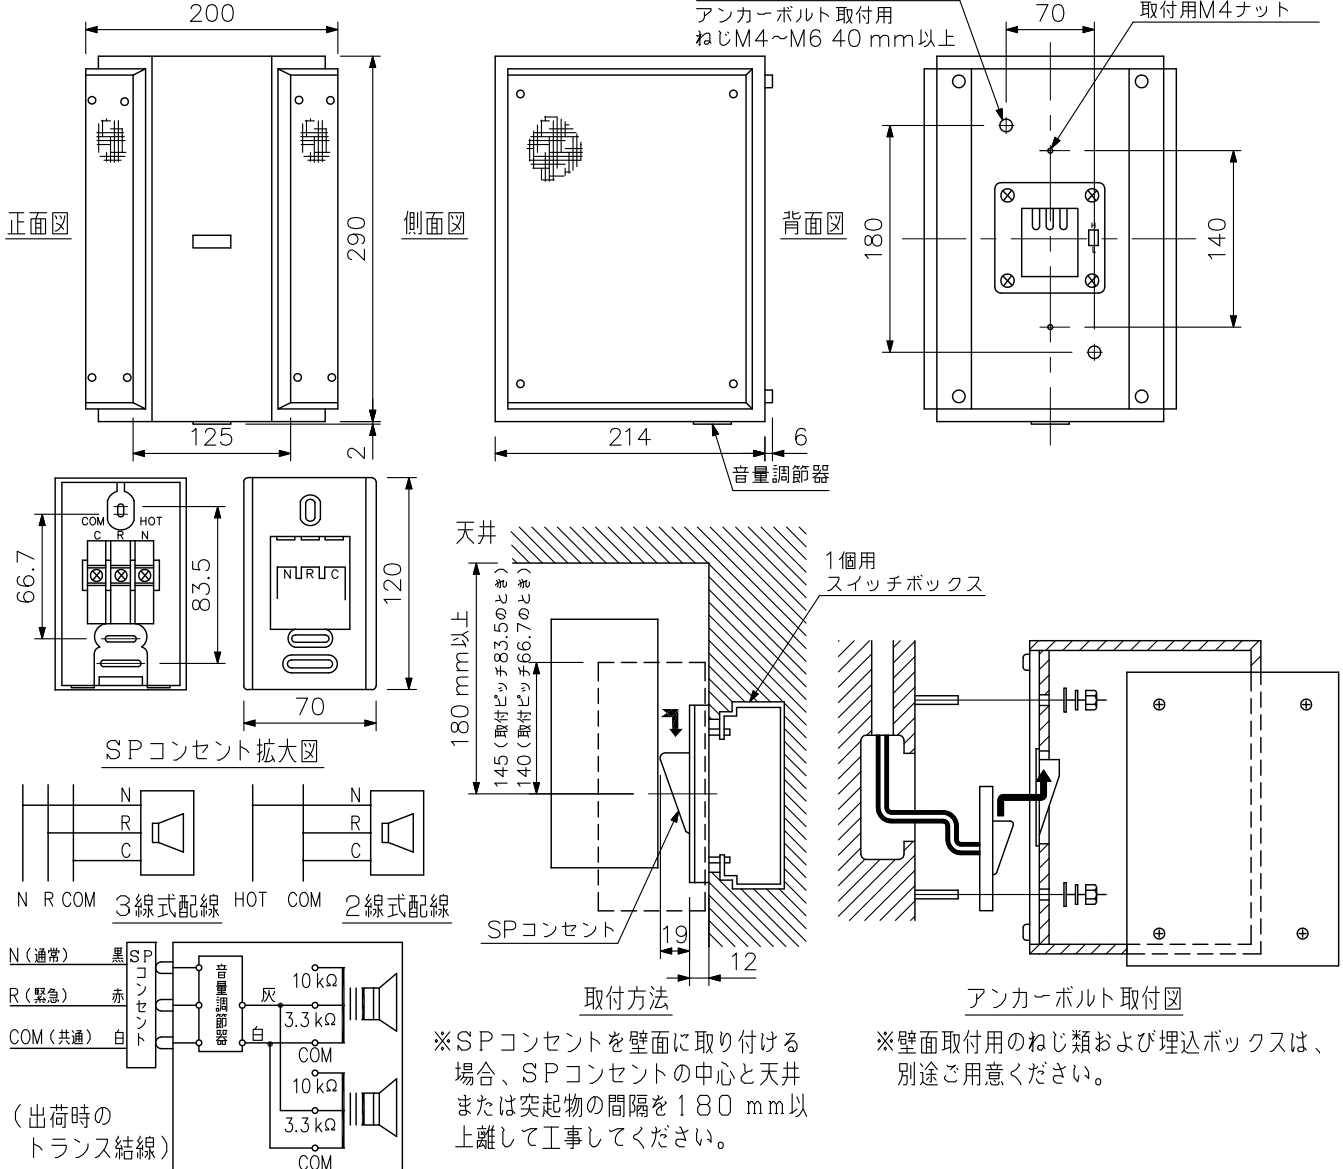 200
アンカーボルト取付用
ねじM4～M6 40 mm以上
70
取付用M4ナット
正面図
290
側面図
背面図
180
140
H
L
125
2
214
6
音量調節器
COM
HOT
C R N
66.7
83.5
N R C
120
70
SPコンセント拡大図
天井
180 mm以上
145(取付ピッチ83.5のとき)
140(取付ピッチ66.7のとき)
1個用
スイッチボックス
SPコンセント
19
12
取付方法
アンカーボルト取付図
N
R
C
N R COM
3線式配線
N
R
C
HOT COM
2線式配線
N(通常) 黒
R(緊急) 赤
COM(共通) 白
SPコンセント
音量調節器
灰
白
10kΩ
3.3kΩ
COM
10kΩ
3.3kΩ
COM
(出荷時の
トランス結線)
※SPコンセントを壁面に取り付ける
場合、SPコンセントの中心と天井
または突起物の間隔を180 mm以
上離して工事してください。
※壁面取付用のねじ類および埋込ボックスは、
別途ご用意ください。